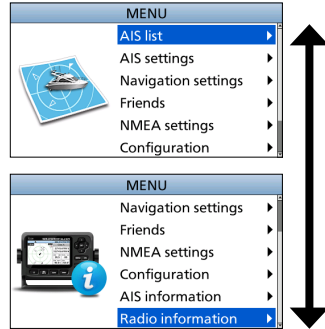 MENU
AIS list
AIS settings
Navigation settings
Friends
NMEA settings
Configuration
MENU
Navigation settings
Friends
NMEA settings
Configuration
AIS information
Radio information